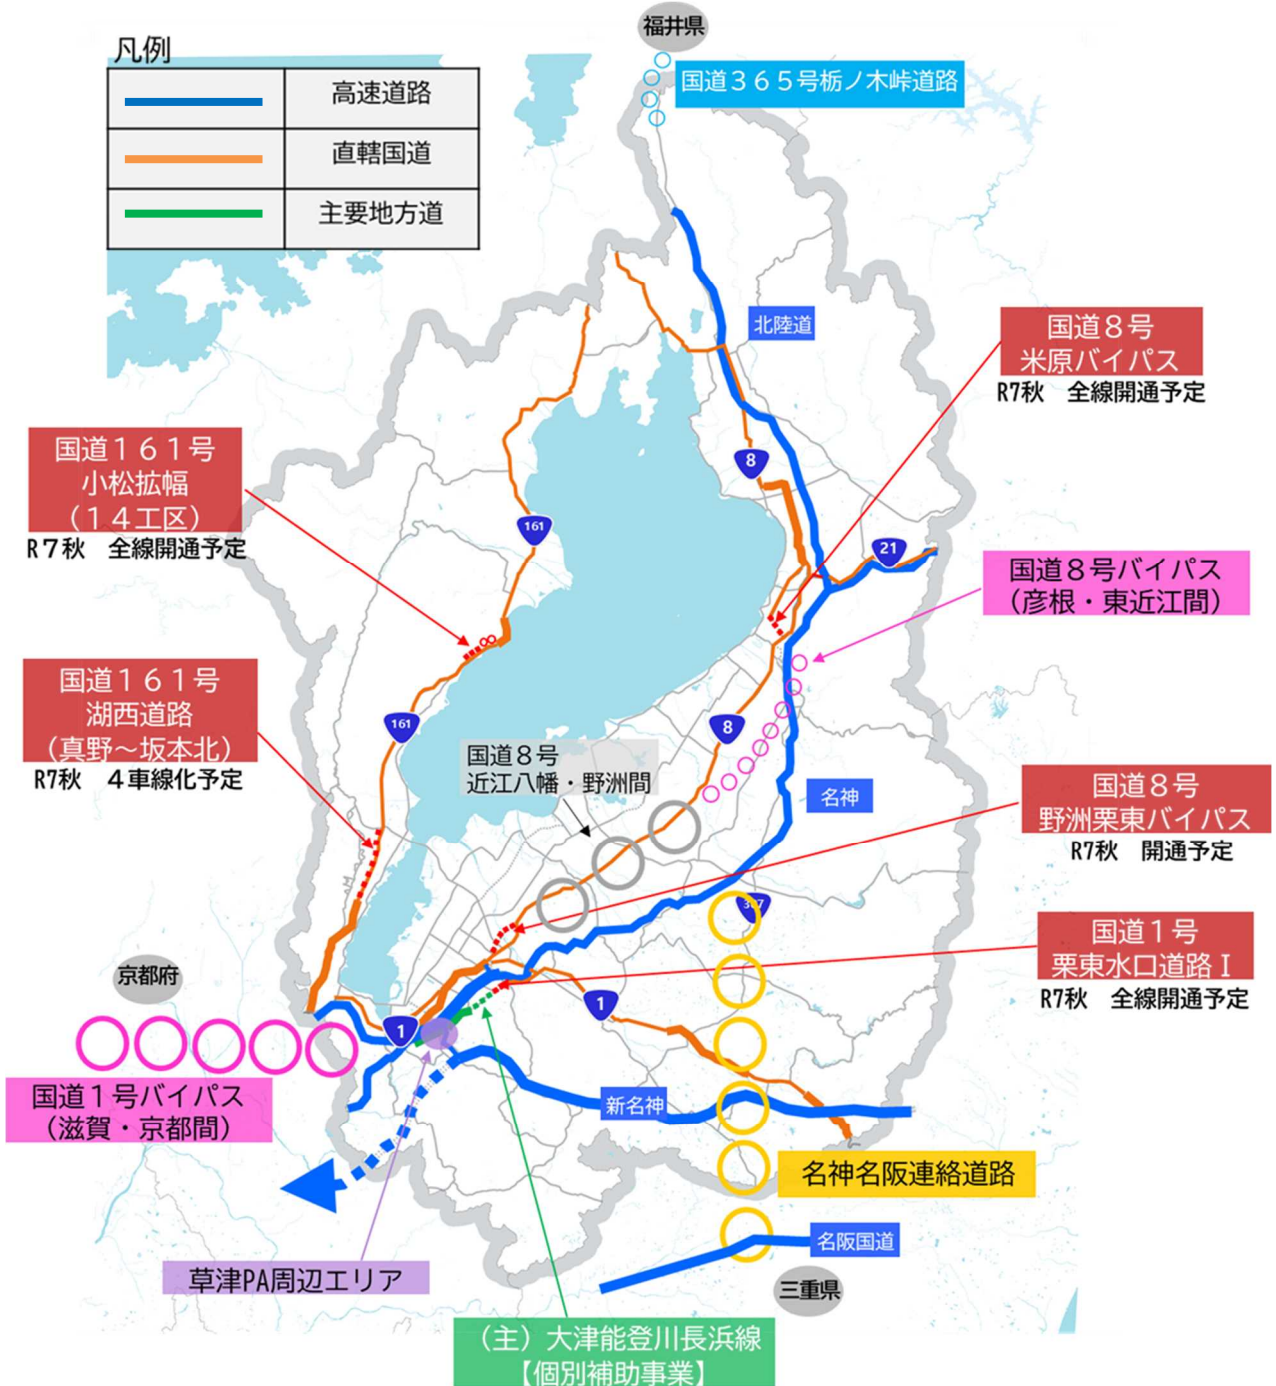 福井県
国道３６５号栃ノ木峠道路
凡例
高速道路
直轄国道
主要地方道
北陸道
国道８号
米原バイパス
R7秋　全線開通予定
国道１６１号
小松拡幅
（１４工区）
R７秋　全線開通予定
8
161
21
国道８号バイパス
（彦根・東近江間）
国道１６１号
湖西道路
（真野～坂本北）
R7秋　４車線化予定
161
8
国道８号
近江八幡・野洲間
名神
国道８号
野洲栗東バイパス
R7秋　開通予定
国道１号
栗東水口道路Ⅰ
R7秋　全線開通予定
京都府
1
1
国道１号バイパス
（滋賀・京都間）
新名神
名神名阪連絡道路
名阪国道
草津PA周辺エリア
三重県
（主）大津能登川長浜線
【個別補助事業】